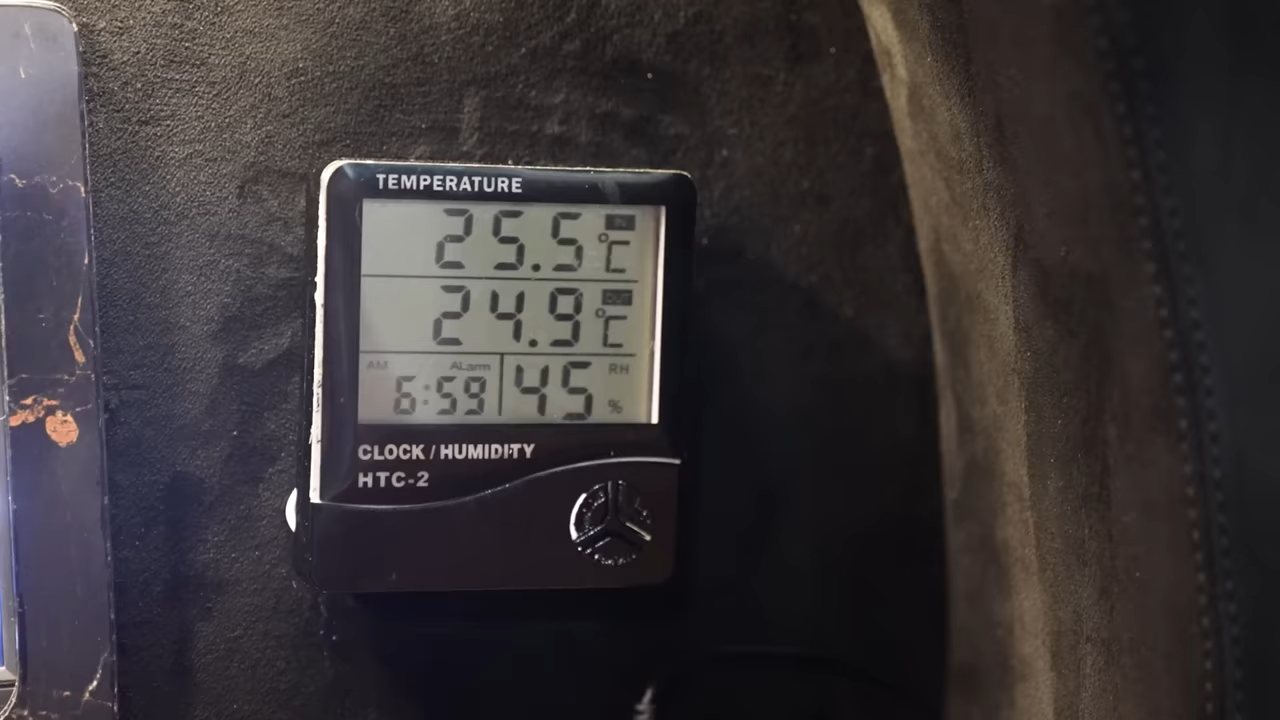 TEMPERATURE
25.5 IN °C
24.9 OUT °C
AM ALarm RH
6:59 45 %
CLOCK / HUMIDITY
HTC-2